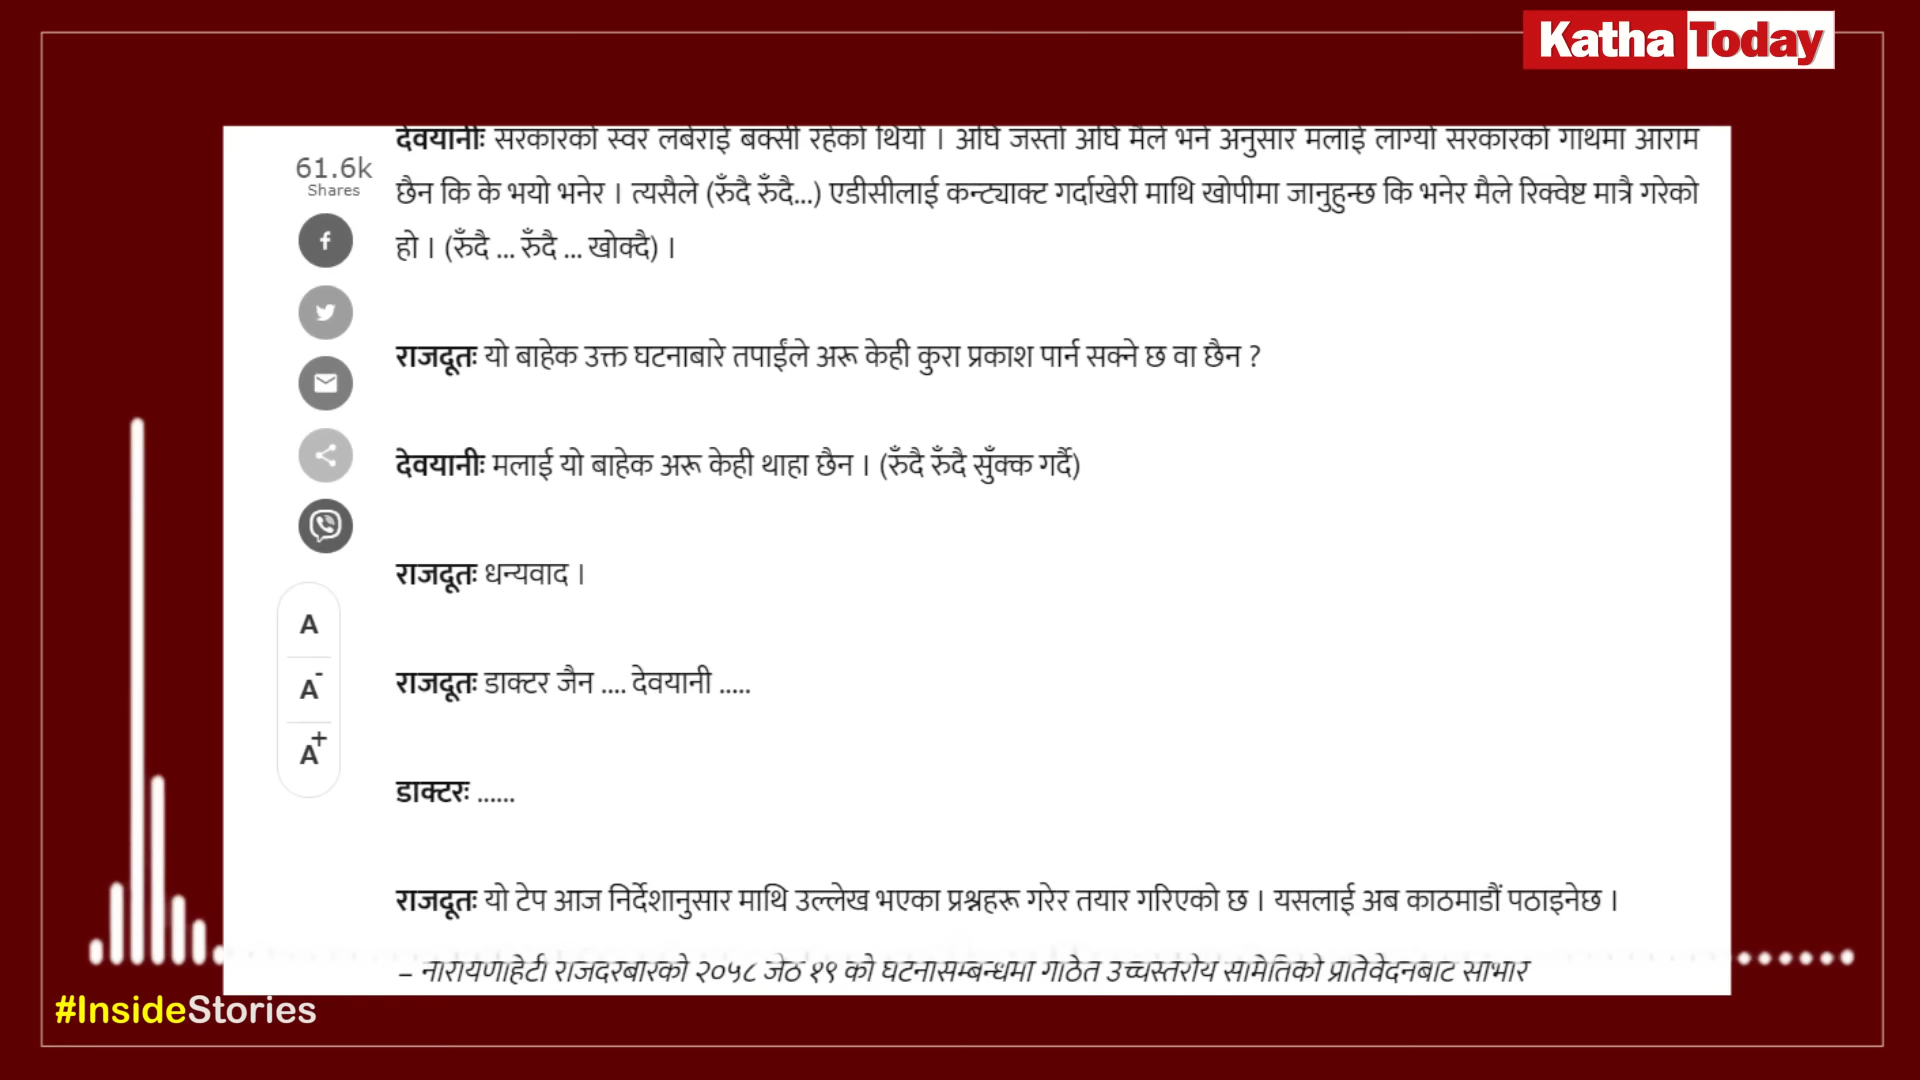 Katha Today
देवयानीः सरकारको स्वर लर्बराई बक्सी रहेको थियो । अघि जस्तो अघि मैले भने अनुसार मलाई लाग्यो सरकारको गाथमा आराम
61.6k
Shares
छैन कि के भयो भनेर । त्यसैले (रुँदै रुँदै...) एडीसीलाई कन्ट्याक्ट गर्दाखेरी माथि खोपीमा जानुहुन्छ कि भनेर मैले रिक्वेष्ट मात्रै गरेको
हो । (रुँदै ... रुँदै ... खोक्दै) ।
राजदूतः यो बाहेक उक्त घटनाबारे तपाईंले अरू केही कुरा प्रकाश पार्न सक्ने छ वा छैन ?
देवयानीः मलाई यो बाहेक अरू केही थाहा छैन । (रुँदै रुँदै सुँक्क गर्दै)
राजदूतः धन्यवाद ।
A
राजदूतः डाक्टर जैन .... देवयानी .....
A-
A+
डाक्टरः ......
राजदूतः यो टेप आज निर्देशानुसार माथि उल्लेख भएका प्रश्नहरू गरेर तयार गरिएको छ । यसलाई अब काठमाडौं पठाइनेछ ।
– नारायणहिटी राजदरबारको २०५८ जेठ १९ को घटनासम्बन्धमा गठित उच्चस्तरीय समितिको प्रतिवेदनबाट साभार
#InsideStories